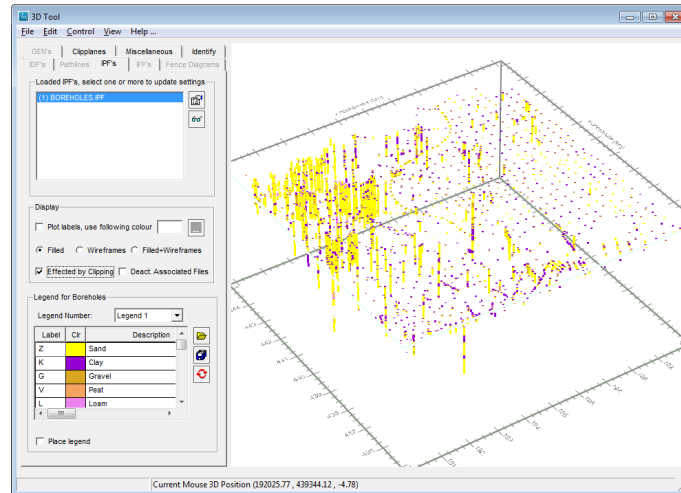 3D Tool
File Edit Control View Help ...
GEN's Clipplanes Miscellaneous Identify
IDF's Pathlines IPF's IFF's Fence Diagrams
Loaded IPF's, select one or more to update settings
(1) BOREHOLES.IPF
Display
Plot labels, use following colour
Filled Wireframes Filled+Wireframes
Effected by Clipping Deact. Associated Files
Legend for Boreholes
Legend Number: Legend 1
Label Clr Description
Z Sand
K Clay
G Gravel
V Peat
L Loam
Place legend
Current Mouse 3D Position (192025.77 , 439344.12 , -4.78)